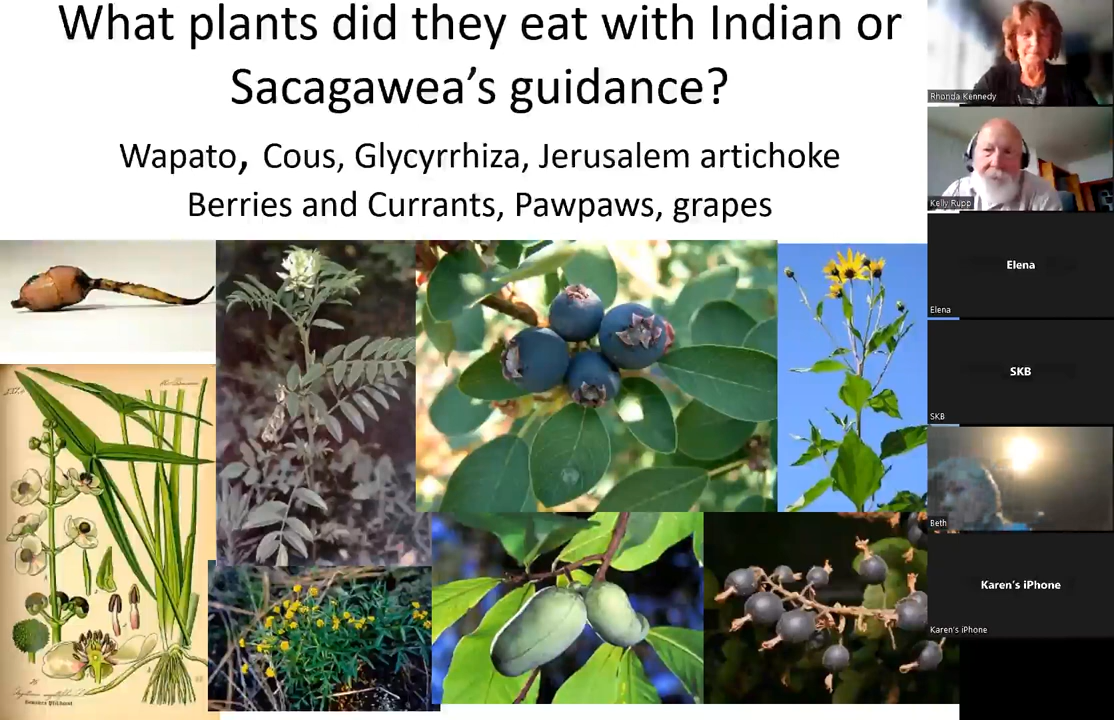 What plants did they eat with Indian or
Sacagawea's guidance?
Wapato, Cous, Glycyrrhiza, Jerusalem artichoke
Berries and Currants, Pawpaws, grapes
Rhonda Kennedy
Kelly Rupp
Elena
Elena
SKB
SKB
Beth
Karen's iPhone
Karen's iPhone